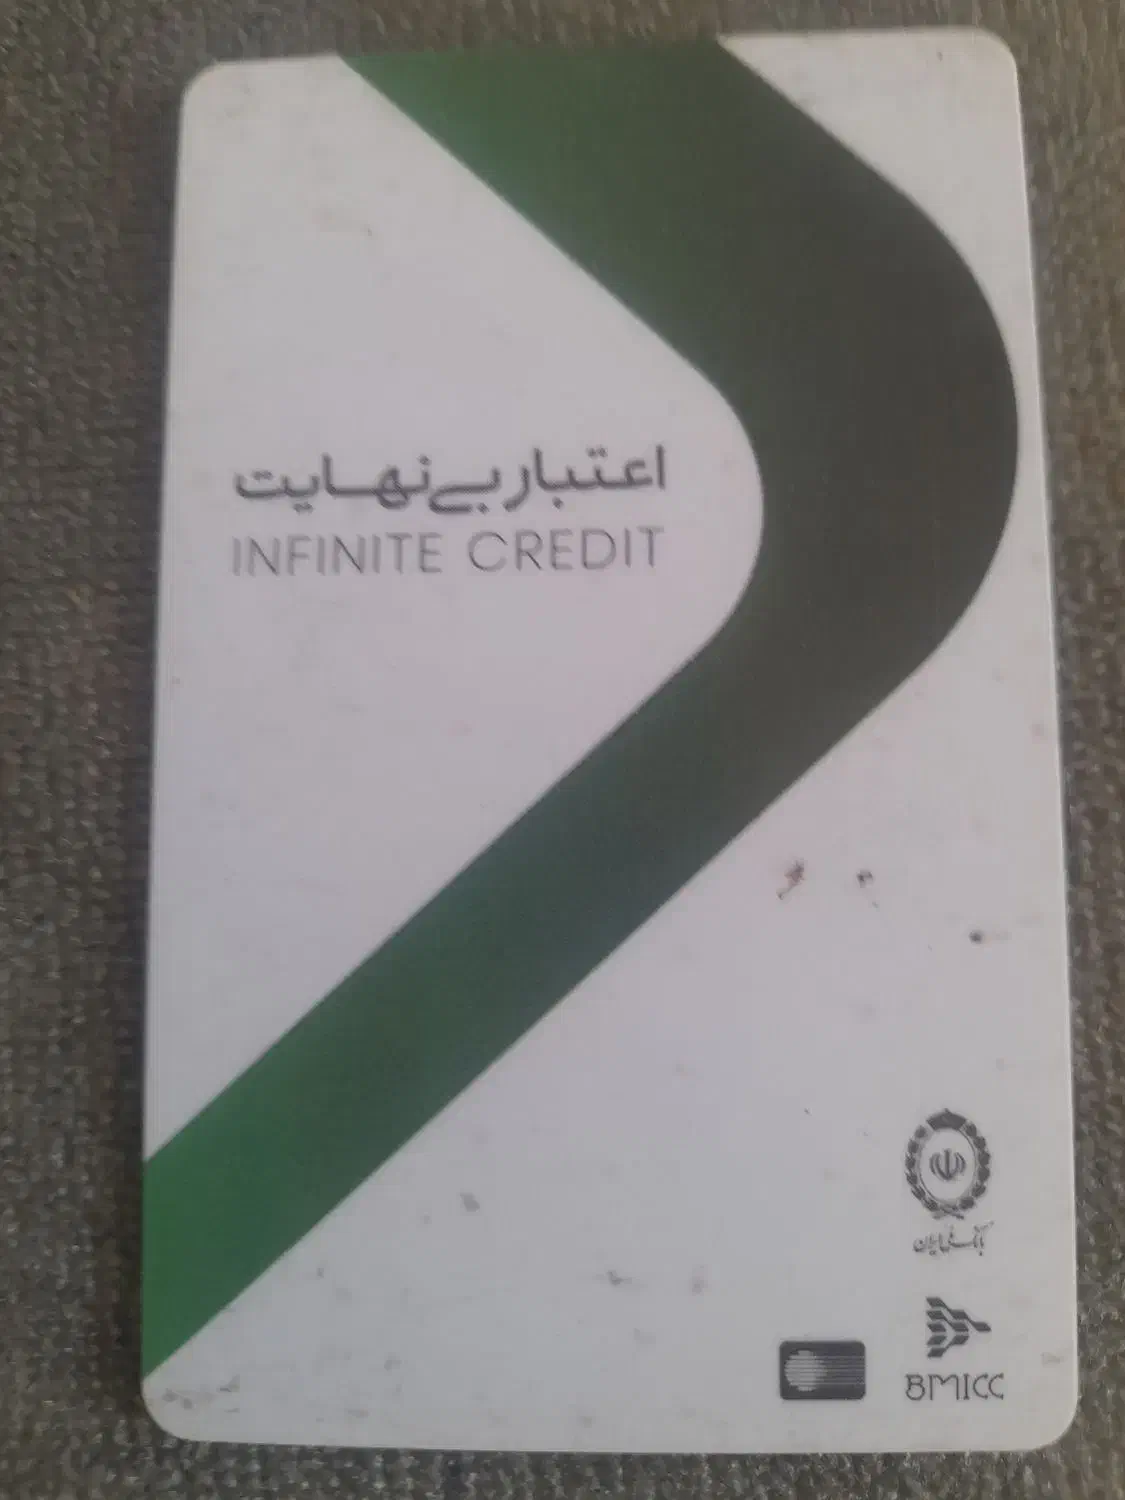 اعتبار بی‌نهایت
INFINITE CREDIT
بانک ملی ایران
BMICC